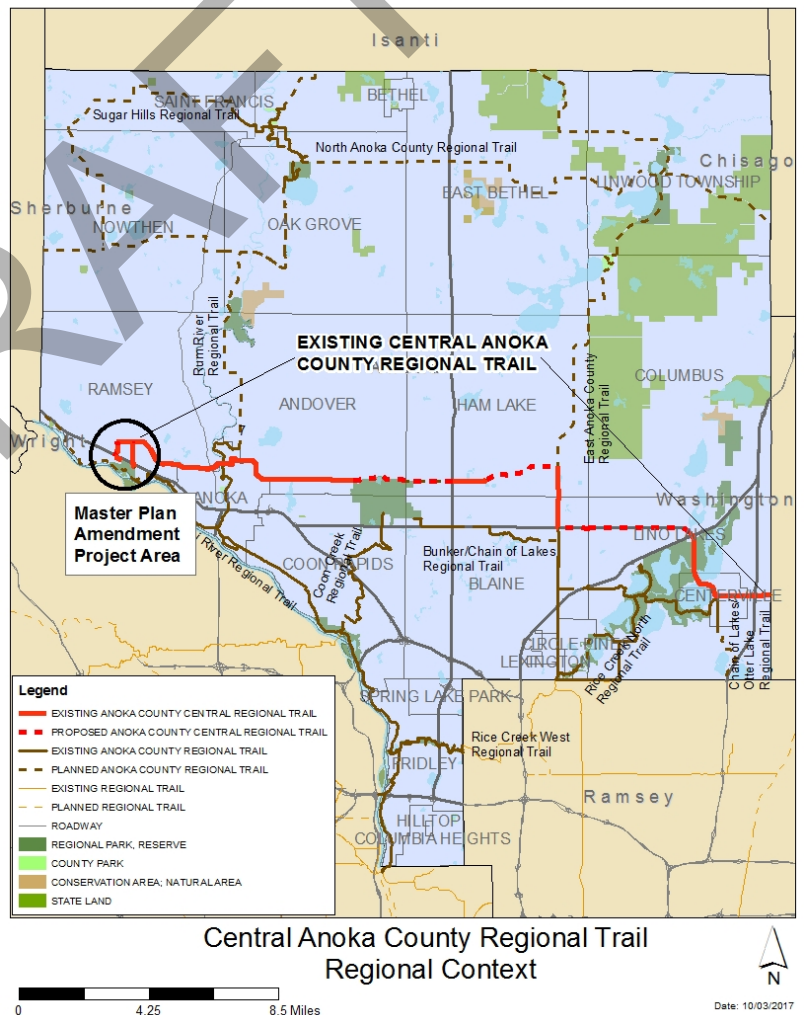 DRAFT
Isanti
SAINT FRANCIS
BETHEL
Sugar Hills Regional Trail
North Anoka County Regional Trail
Chisago
EAST BETHEL
LINWOOD TOWNSHIP
Sherburne
NOWTHEN
OAK GROVE
Rum River
Regional Trail
EXISTING CENTRAL ANOKA
COUNTY REGIONAL TRAIL
RAMSEY
ANDOVER
HAM LAKE
East Anoka County
Regional Trail
COLUMBUS
Wright
ANOKA
Washington
Master Plan
Amendment
Project Area
LINO LAKES
River Regional Trail
COON RAPIDS
Coon Creek
Regional Trail
Bunker/Chain of Lakes
Regional Trail
BLAINE
CENTERVILLE
CIRCLE PINES
LEXINGTON
Rice Creek North
Regional Trail
Chain of Lakes/
Otter Lake
Regional Trail
SPRING LAKE PARK
Rice Creek West
Regional Trail
FRIDLEY
Ramsey
HILLTOP
COLUMBIA HEIGHTS
Legend
EXISTING ANOKA COUNTY CENTRAL REGIONAL TRAIL
PROPOSED ANOKA COUNTY CENTRAL REGIONAL TRAIL
EXISTING ANOKA COUNTY REGIONAL TRAIL
PLANNED ANOKA COUNTY REGIONAL TRAIL
EXISTING REGIONAL TRAIL
PLANNED REGIONAL TRAIL
ROADWAY
REGIONAL PARK, RESERVE
COUNTY PARK
CONSERVATION AREA; NATURAL AREA
STATE LAND
Central Anoka County Regional Trail
Regional Context
N
0 4.25 8.5 Miles
Date: 10/03/2017